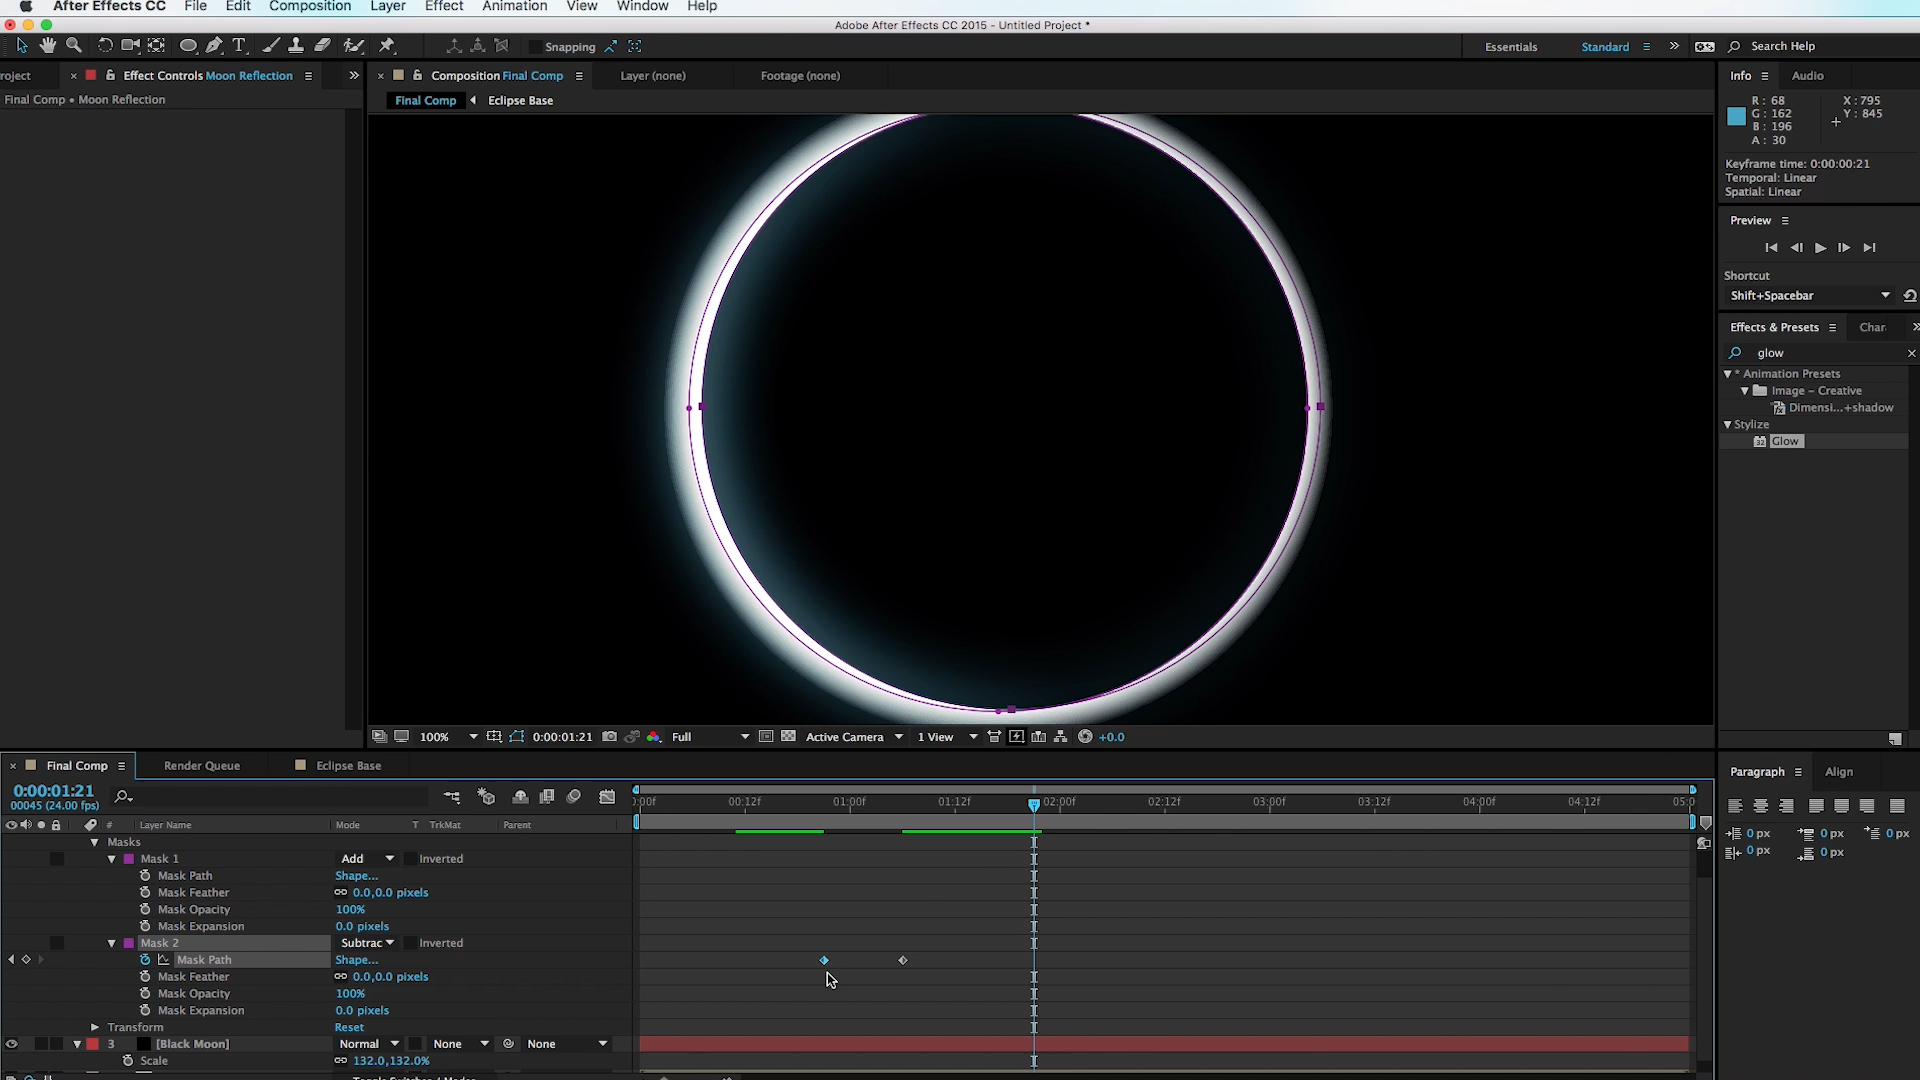 After Effects CC File Edit Composition Layer Effect Animation View Window Help
Adobe After Effects CC 2015 - Untitled Project *
T Snapping Essentials Standard Search Help
roject Effect Controls Moon Reflection Composition Final Comp Layer (none) Footage (none) Info Audio
Final Comp • Moon Reflection Final Comp Eclipse Base
R: 68 X: 795
G: 162 Y: 845
B: 196
A: 30
Keyframe time: 0:00:00:21
Temporal: Linear
Spatial: Linear
Preview
Shortcut
Shift+Spacebar
Effects & Presets Char
glow
* Animation Presets
Image – Creative
Dimensi...+shadow
Stylize
32 Glow
100% 0:00:01:21 Full Active Camera 1 View +0.0
Final Comp Render Queue Eclipse Base Paragraph Align
0:00:01:21
00045 (24.00 fps)
:00f 00:12f 01:00f 01:12f 02:00f 02:12f 03:00f 03:12f 04:00f 04:12f 05:0
# Layer Name Mode T TrkMat Parent
Masks
Mask 1 Add Inverted
Mask Path Shape...
Mask Feather 0.0,0.0 pixels
Mask Opacity 100%
Mask Expansion 0.0 pixels
Mask 2 Subtrac Inverted
Mask Path Shape...
Mask Feather 0.0,0.0 pixels
Mask Opacity 100%
Mask Expansion 0.0 pixels
Transform Reset
3 [Black Moon] Normal None None
Scale 132.0,132.0%
0 px 0 px 0 px
0 px 0 px